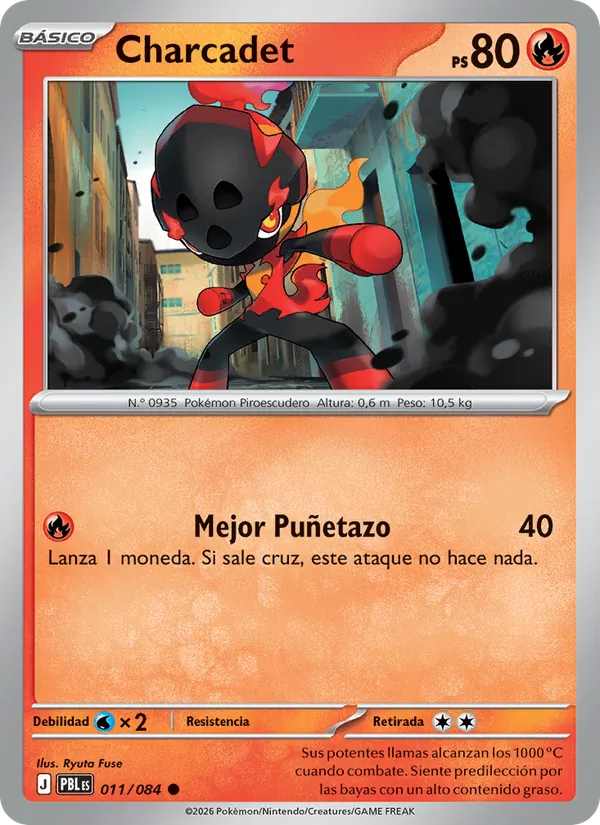 BÁSICO
Charcadet
PS 80
N.º 0935 Pokémon Piroescudero Altura: 0,6 m Peso: 10,5 kg
Mejor Puñetazo 40
Lanza 1 moneda. Si sale cruz, este ataque no hace nada.
Debilidad ×2 Resistencia Retirada
Ilus. Ryuta Fuse
J PBL ES 011/084
Sus potentes llamas alcanzan los 1000 °C
cuando combate. Siente predilección por
las bayas con un alto contenido graso.
©2026 Pokémon/Nintendo/Creatures/GAME FREAK